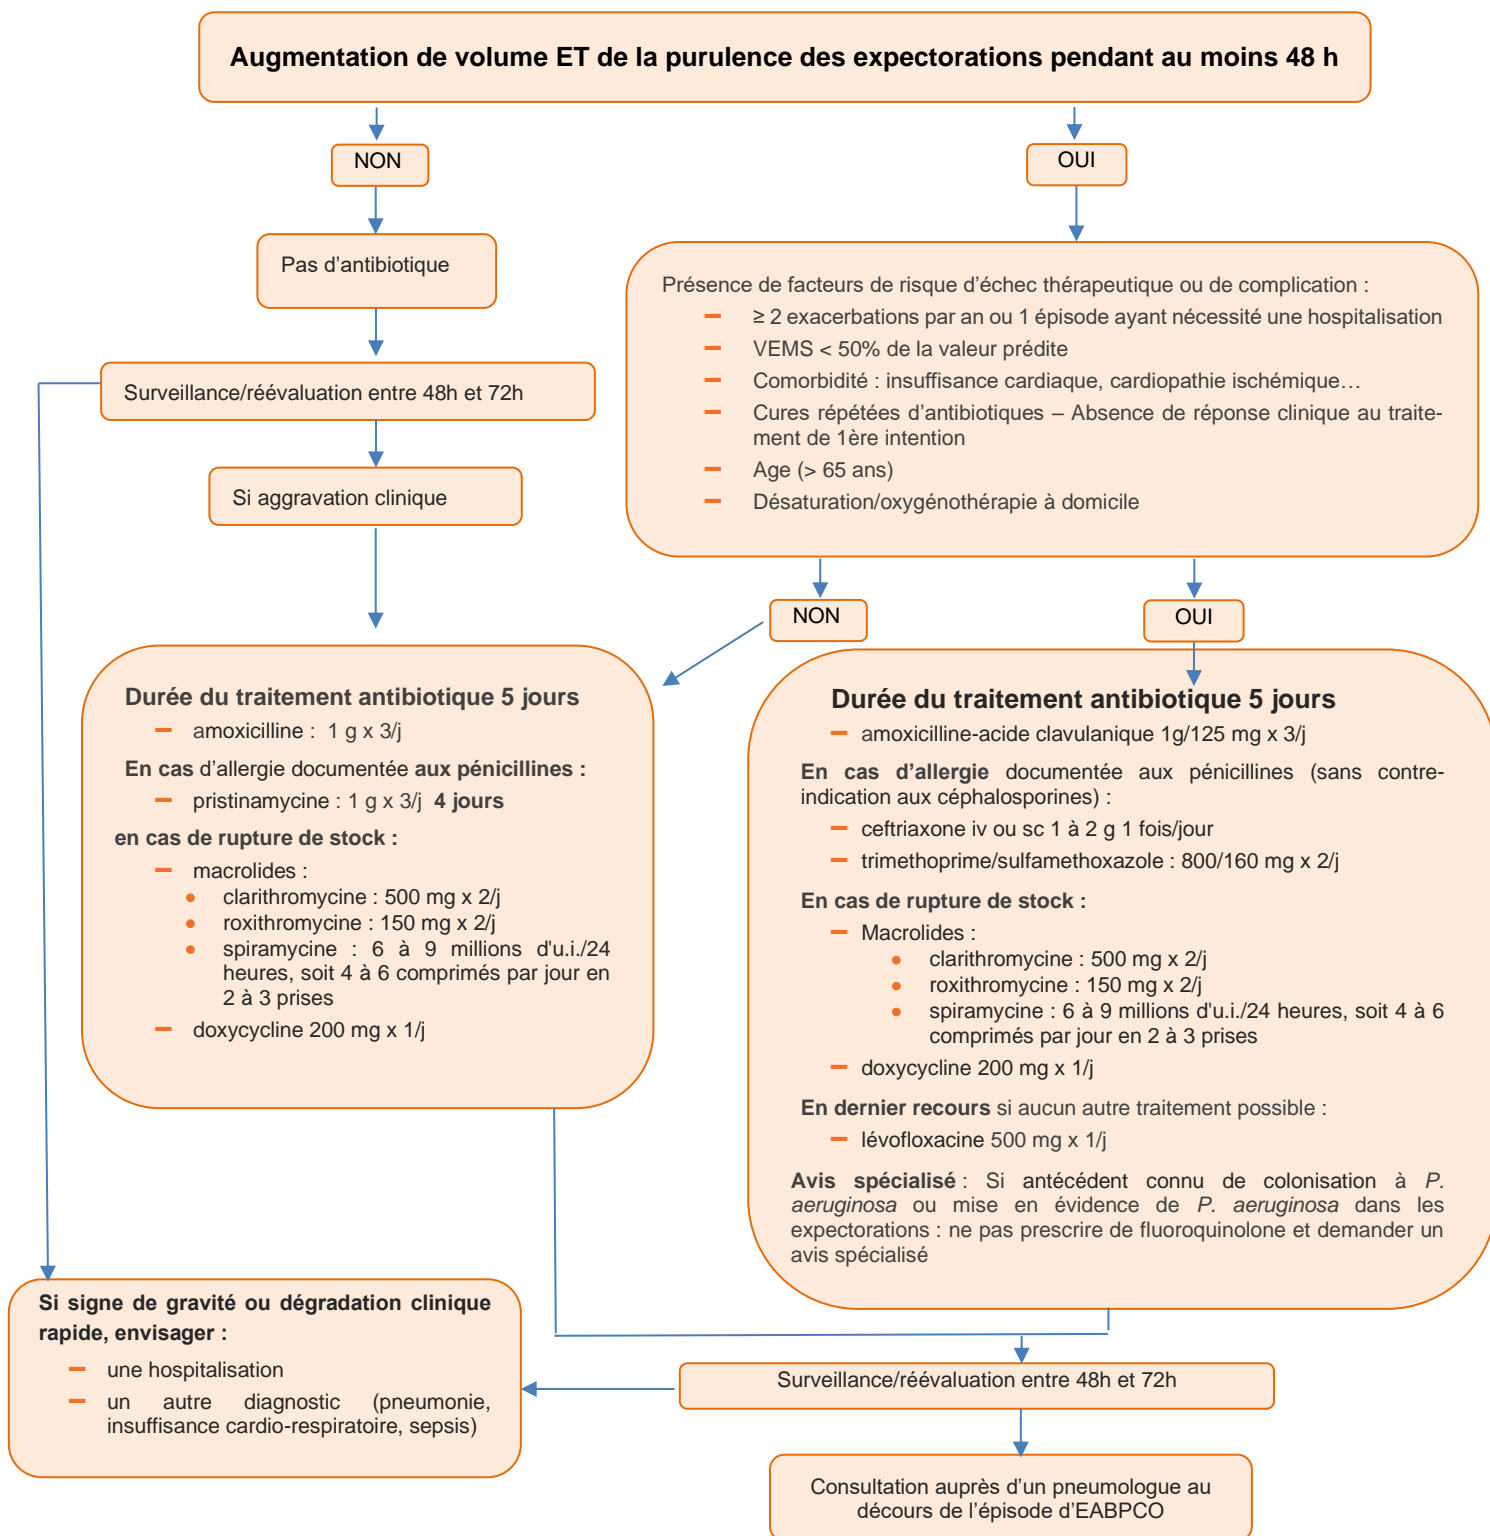 Augmentation de volume ET de la purulence des expectorations pendant au moins 48 h
NON
OUI
Pas d'antibiotique
Surveillance/réévaluation entre 48h et 72h
Si aggravation clinique
Présence de facteurs de risque d'échec thérapeutique ou de complication :
– ≥ 2 exacerbations par an ou 1 épisode ayant nécessité une hospitalisation
– VEMS < 50% de la valeur prédite
– Comorbidité : insuffisance cardiaque, cardiopathie ischémique…
– Cures répétées d'antibiotiques – Absence de réponse clinique au traite-
ment de 1ère intention
– Age (> 65 ans)
– Désaturation/oxygénothérapie à domicile
NON
OUI
Durée du traitement antibiotique 5 jours
– amoxicilline : 1 g x 3/j
En cas d'allergie documentée aux pénicillines :
– pristinamycine : 1 g x 3/j 4 jours
en cas de rupture de stock :
– macrolides :
• clarithromycine : 500 mg x 2/j
• roxithromycine : 150 mg x 2/j
• spiramycine : 6 à 9 millions d'u.i./24
heures, soit 4 à 6 comprimés par jour en
2 à 3 prises
– doxycycline 200 mg x 1/j
Durée du traitement antibiotique 5 jours
– amoxicilline-acide clavulanique 1g/125 mg x 3/j
En cas d'allergie documentée aux pénicillines (sans contre-
indication aux céphalosporines) :
– ceftriaxone iv ou sc 1 à 2 g 1 fois/jour
– trimethoprime/sulfamethoxazole : 800/160 mg x 2/j
En cas de rupture de stock :
– Macrolides :
• clarithromycine : 500 mg x 2/j
• roxithromycine : 150 mg x 2/j
• spiramycine : 6 à 9 millions d'u.i./24 heures, soit 4 à 6
comprimés par jour en 2 à 3 prises
– doxycycline 200 mg x 1/j
En dernier recours si aucun autre traitement possible :
– lévofloxacine 500 mg x 1/j
Avis spécialisé : Si antécédent connu de colonisation à P.
aeruginosa ou mise en évidence de P. aeruginosa dans les
expectorations : ne pas prescrire de fluoroquinolone et demander un
avis spécialisé
Si signe de gravité ou dégradation clinique
rapide, envisager :
– une hospitalisation
– un autre diagnostic (pneumonie,
insuffisance cardio-respiratoire, sepsis)
Surveillance/réévaluation entre 48h et 72h
Consultation auprès d'un pneumologue au
décours de l'épisode d'EABPCO